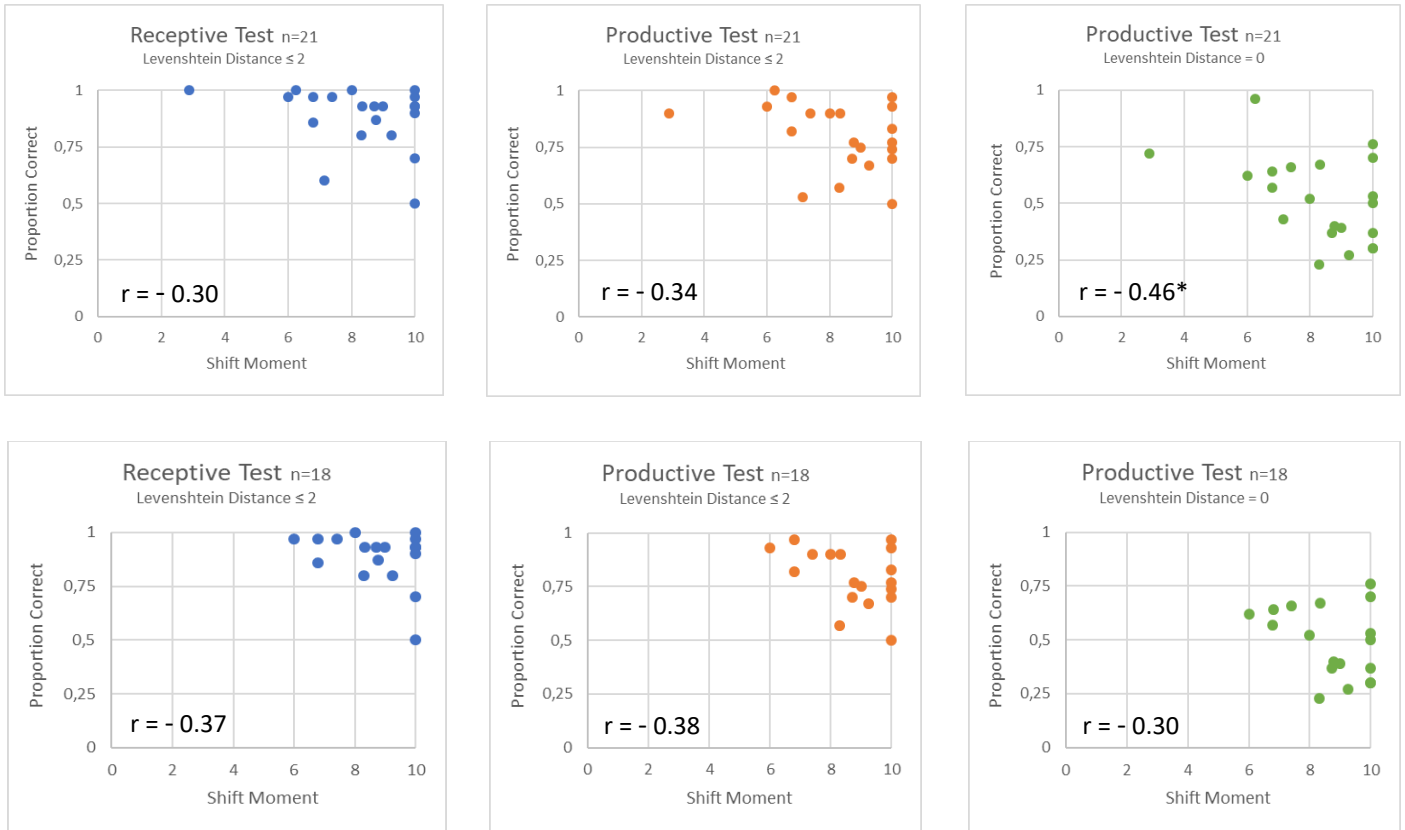 Receptive Test n=21
Levenshtein Distance ≤ 2
Proportion Correct
1
0,75
0,5
0,25
0
r = - 0.30
0 2 4 6 8 10
Shift Moment
Productive Test n=21
Levenshtein Distance ≤ 2
Proportion Correct
1
0,75
0,5
0,25
0
r = - 0.34
0 2 4 6 8 10
Shift Moment
Productive Test n=21
Levenshtein Distance = 0
Proportion Correct
1
0,75
0,5
0,25
0
r = - 0.46*
0 2 4 6 8 10
Shift Moment
Receptive Test n=18
Levenshtein Distance ≤ 2
Proportion Correct
1
0,75
0,5
0,25
0
r = - 0.37
0 2 4 6 8 10
Shift Moment
Productive Test n=18
Levenshtein Distance ≤ 2
Proportion Correct
1
0,75
0,5
0,25
0
r = - 0.38
0 2 4 6 8 10
Shift Moment
Productive Test n=18
Levenshtein Distance = 0
Proportion Correct
1
0,75
0,5
0,25
0
r = - 0.30
0 2 4 6 8 10
Shift Moment